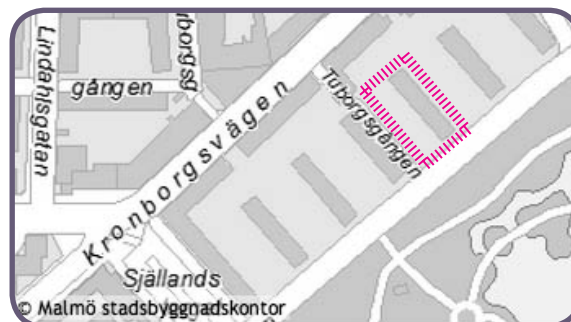 Lindahlsgatan
gången
Kronborgsvägen
Tuborgsgången
Själlands
© Malmö stadsbyggnadskontor